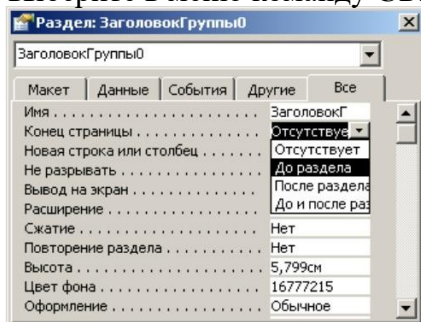 Раздел: ЗаголовокГруппы0
ЗаголовокГруппы0
Макет Данные События Другие Все
Имя ЗаголовокГ
Конец страницы Отсутствуе
Новая строка или столбец Отсутствует
Не разрывать До раздела
Вывод на экран После раздела
Расширение До и после раз
Сжатие Нет
Повторение раздела Нет
Высота 5,799см
Цвет фона 16777215
Оформление Обычное